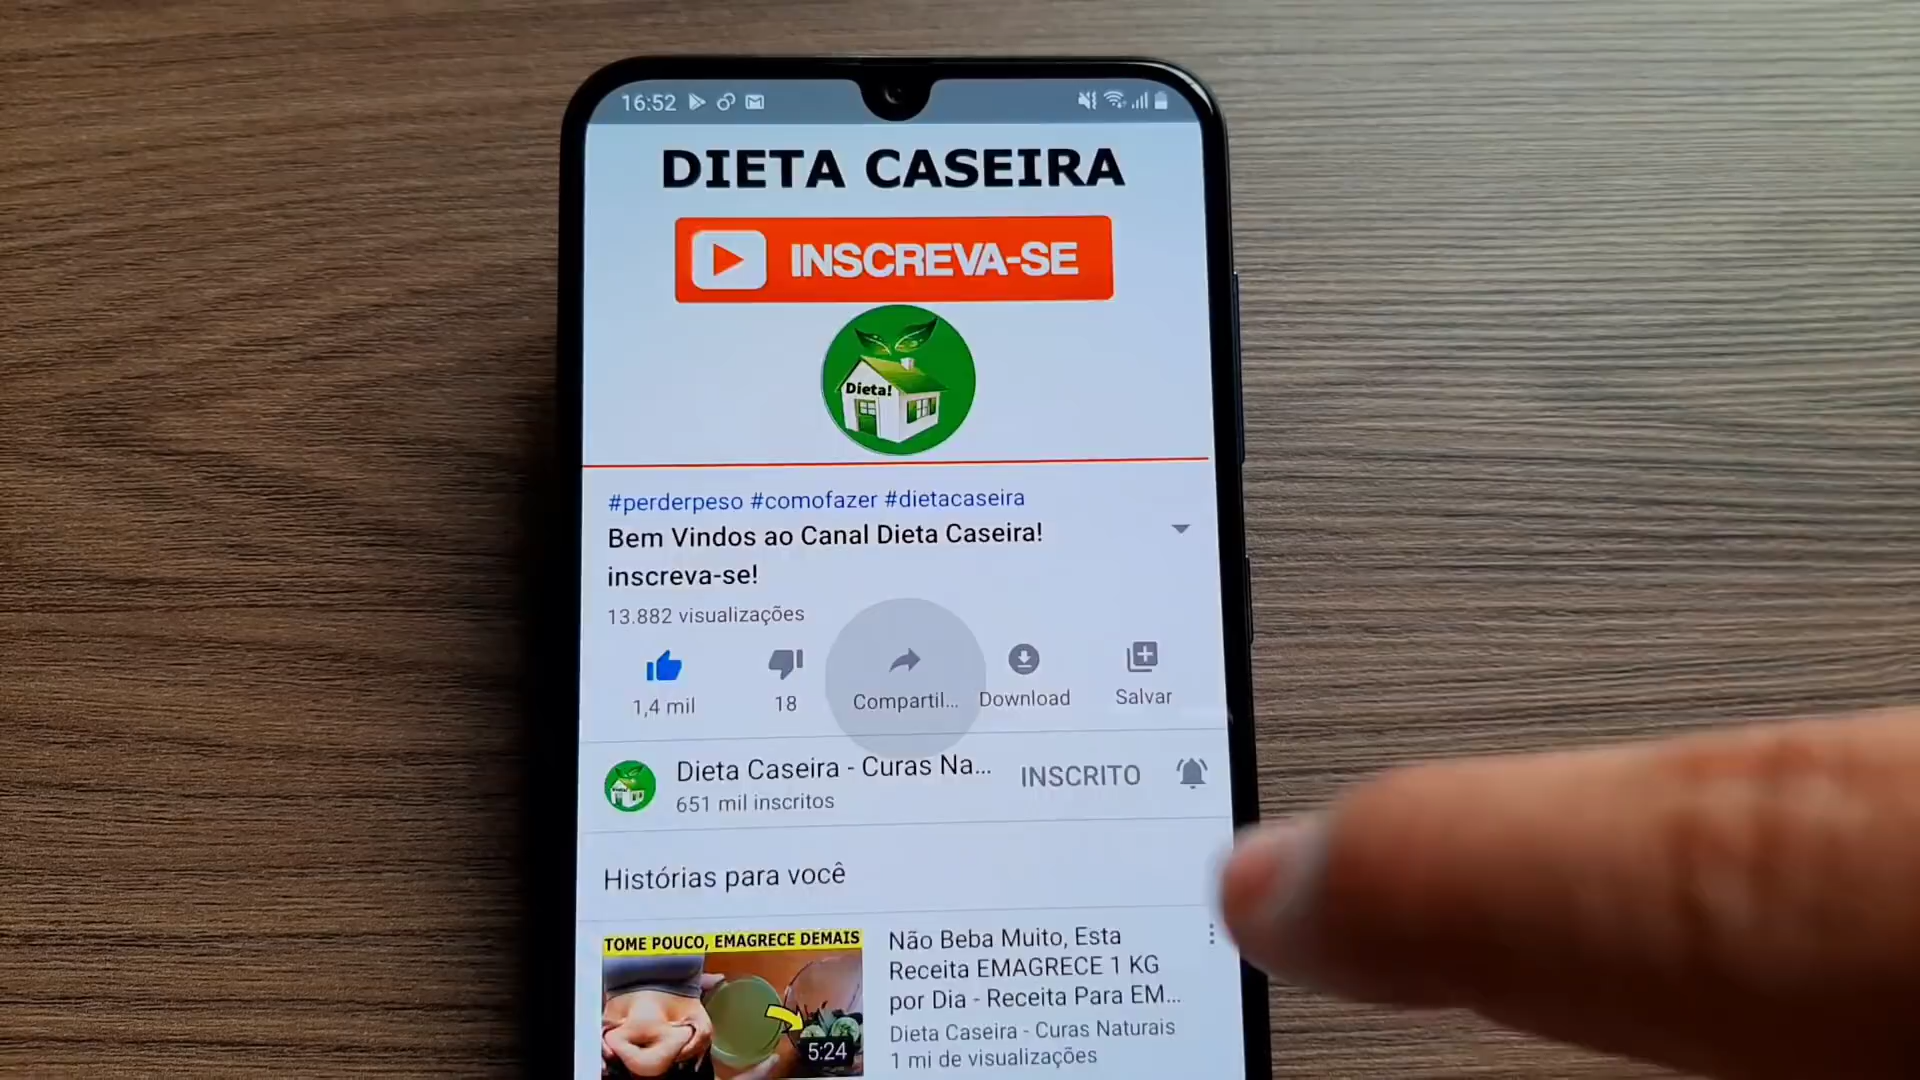 16:52
DIETA CASEIRA
INSCREVA-SE
Dieta!
#perderpeso #comofazer #dietacaseira
Bem Vindos ao Canal Dieta Caseira!
inscreva-se!
13.882 visualizações
1,4 mil
18
Compartil...
Download
Salvar
Dieta Caseira - Curas Na...
651 mil inscritos
INSCRITO
Histórias para você
TOME POUCO, EMAGRECE DEMAIS
5:24
Não Beba Muito, Esta
Receita EMAGRECE 1 KG
por Dia - Receita Para EM...
Dieta Caseira - Curas Naturais
1 mi de visualizações